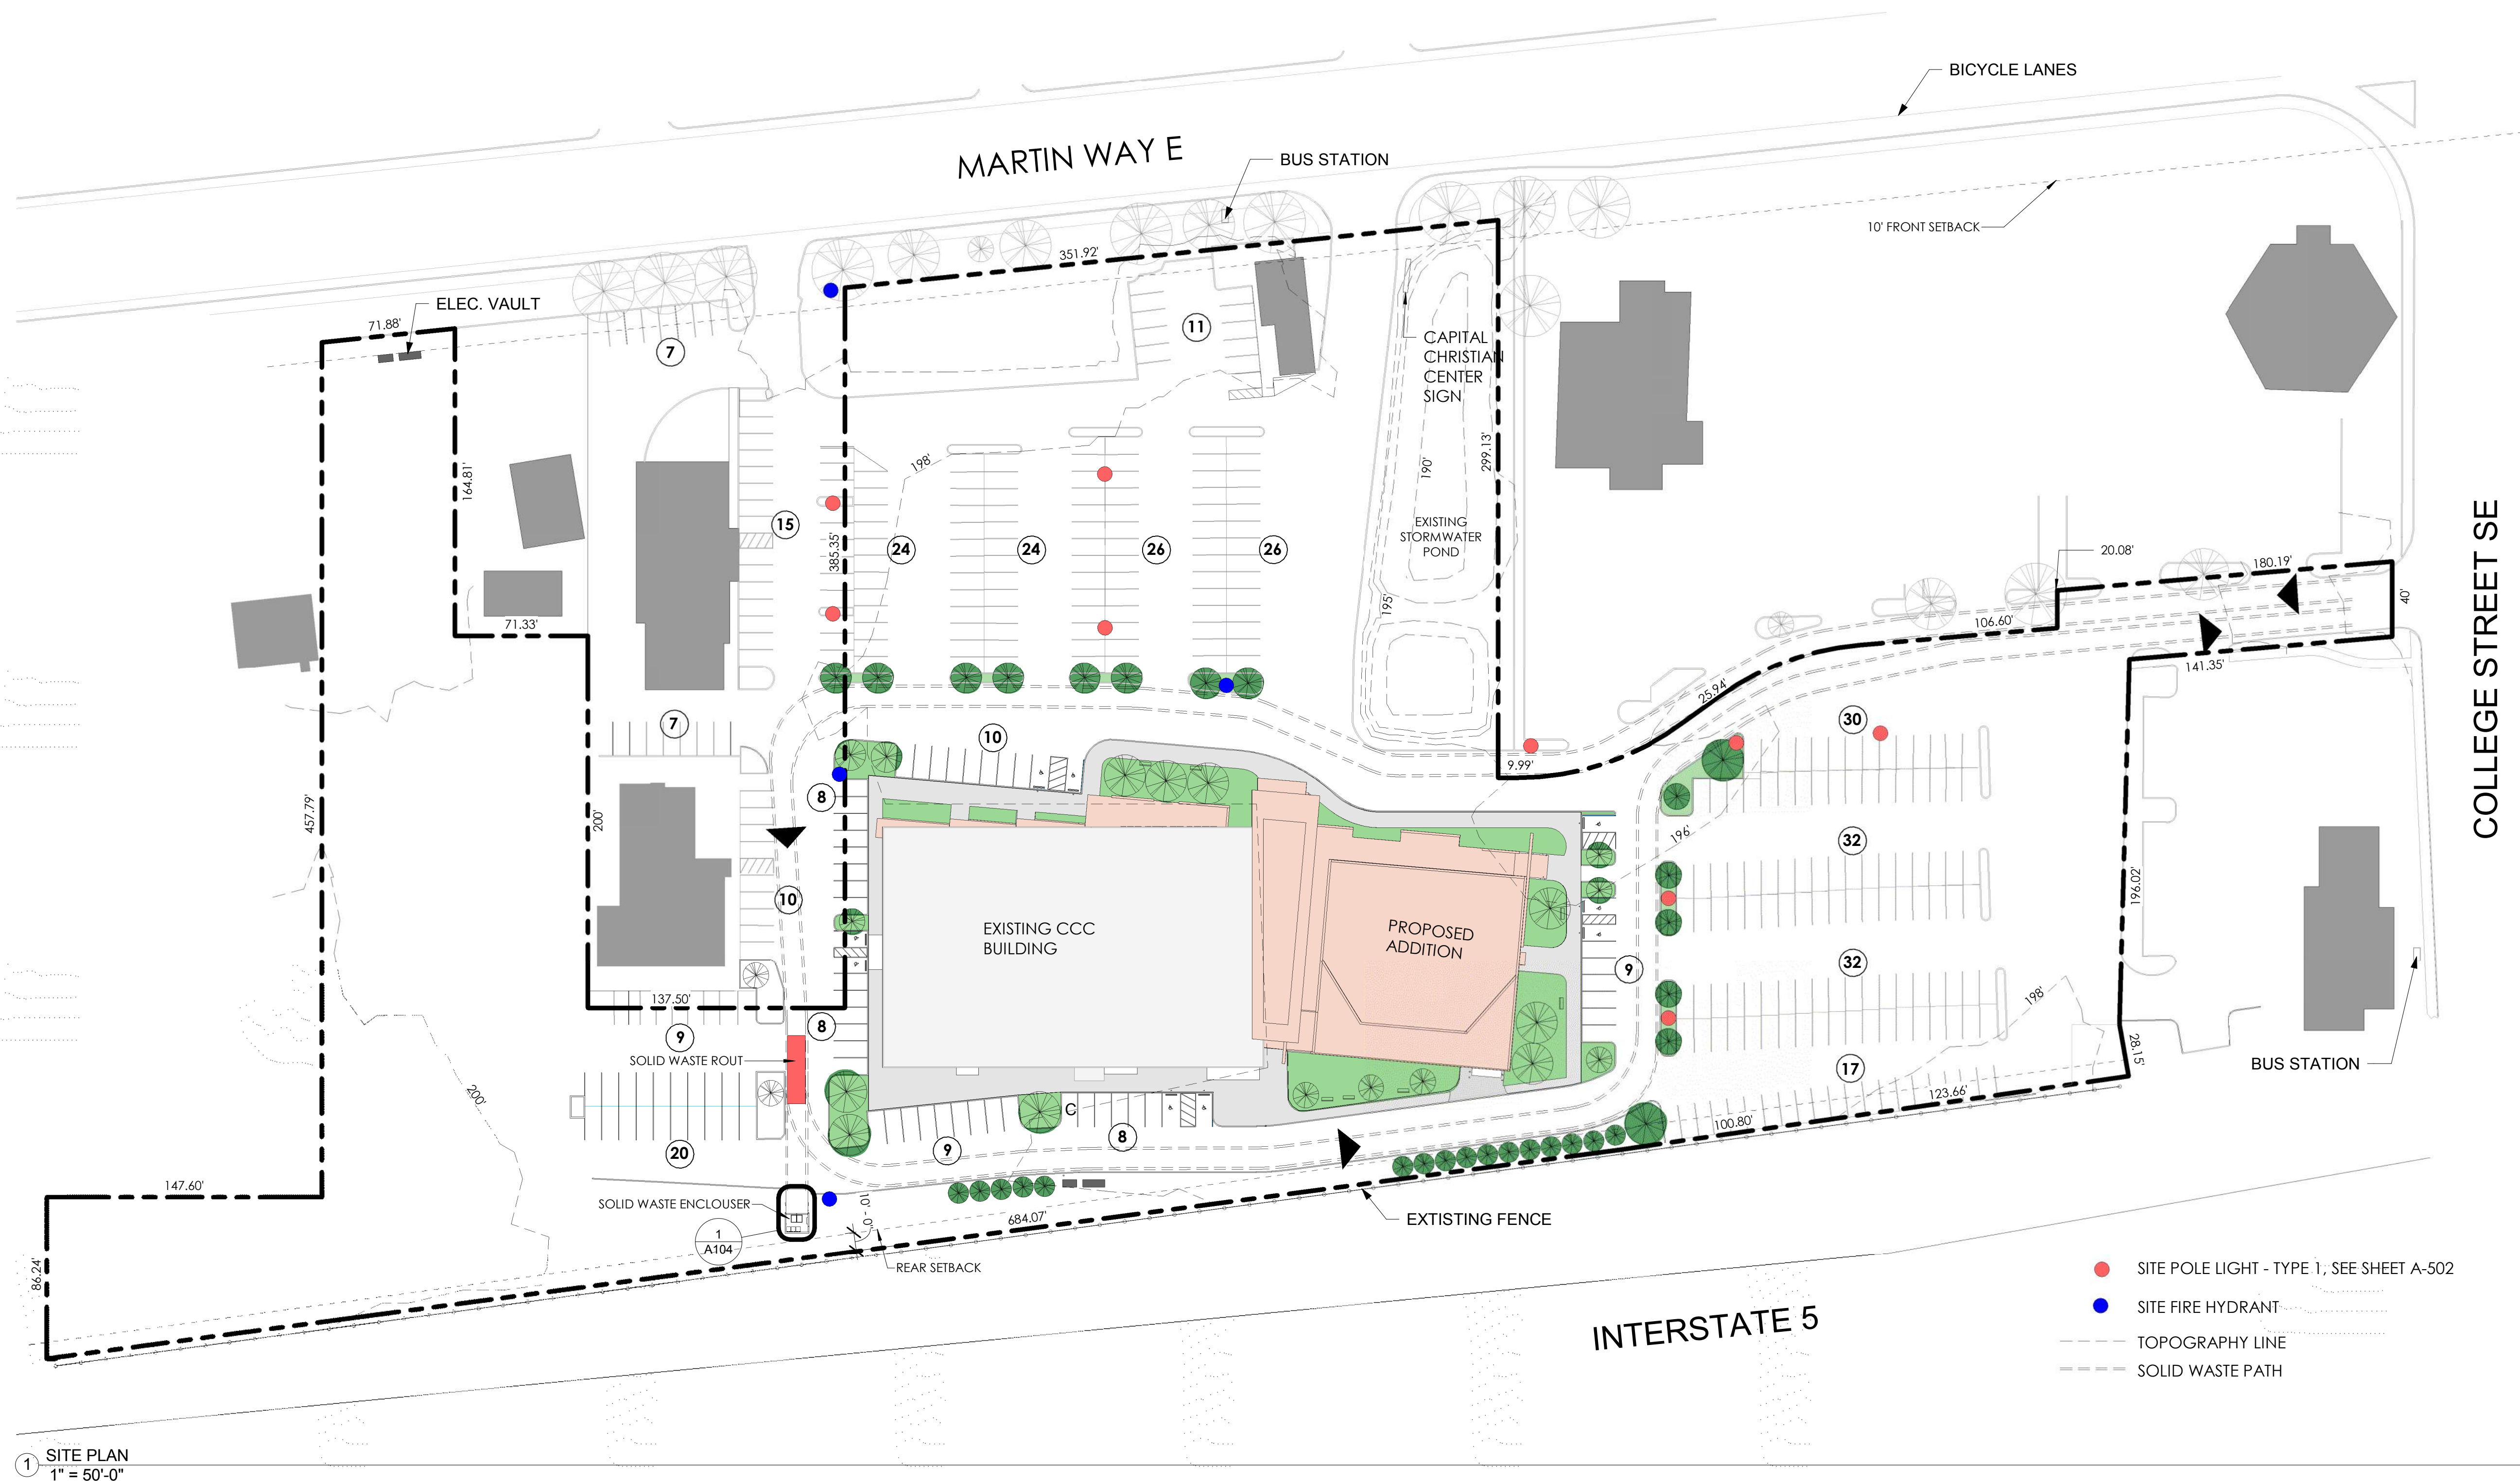 BICYCLE LANES
MARTIN WAY E
BUS STATION
10' FRONT SETBACK
351.92'
ELEC. VAULT
71.88'
7
11
CAPITAL
CHRISTIAN
CENTER
SIGN
164.81'
198'
299.13'
190'
15
385.35'
24
24
26
26
EXISTING
STORMWATER
POND
195'
71.33'
20.08'
180.19'
40'
106.60'
141.35'
COLLEGE STREET SE
25.94'
7
10
9.99'
30
457.79'
200'
8
196'
32
10
EXISTING CCC
BUILDING
PROPOSED
ADDITION
196.02'
9
32
137.50'
198'
9
8
SOLID WASTE ROUT
28.15'
BUS STATION
17
200'
C
123.66'
100.80'
20
9
8
147.60'
SOLID WASTE ENCLOUSER
10' - 0"
684.07'
EXTISTING FENCE
1
A104
REAR SETBACK
86.24'
SITE POLE LIGHT - TYPE 1, SEE SHEET A-502
SITE FIRE HYDRANT
INTERSTATE 5
TOPOGRAPHY LINE
SOLID WASTE PATH
1
SITE PLAN
1" = 50'-0"